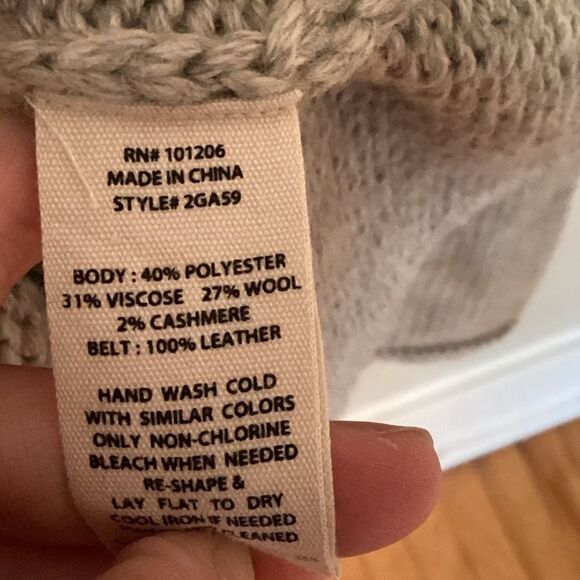 RN# 101206
MADE IN CHINA
STYLE# 2GA59
BODY : 40% POLYESTER
31% VISCOSE 27% WOOL
2% CASHMERE
BELT : 100% LEATHER
HAND WASH COLD
WITH SIMILAR COLORS
ONLY NON-CHLORINE
BLEACH WHEN NEEDED
RE-SHAPE &
LAY FLAT TO DRY
COOL IRON IF NEEDED
CLEANED